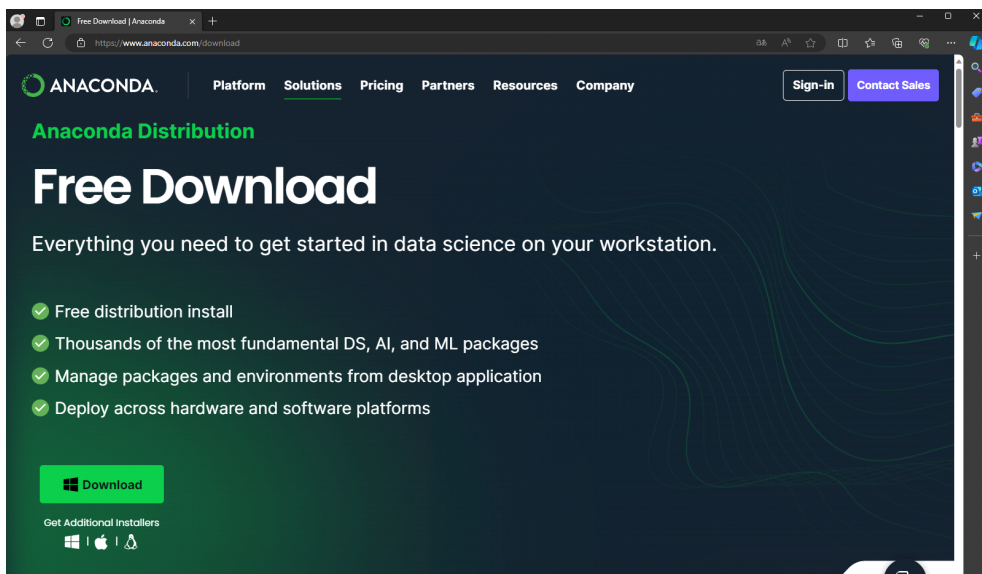 Free Download | Anaconda
https://www.anaconda.com/download
ANACONDA.
Platform Solutions Pricing Partners Resources Company
Sign-in
Contact Sales
Anaconda Distribution
Free Download
Everything you need to get started in data science on your workstation.
Free distribution install
Thousands of the most fundamental DS, AI, and ML packages
Manage packages and environments from desktop application
Deploy across hardware and software platforms
Download
Get Additional Installers